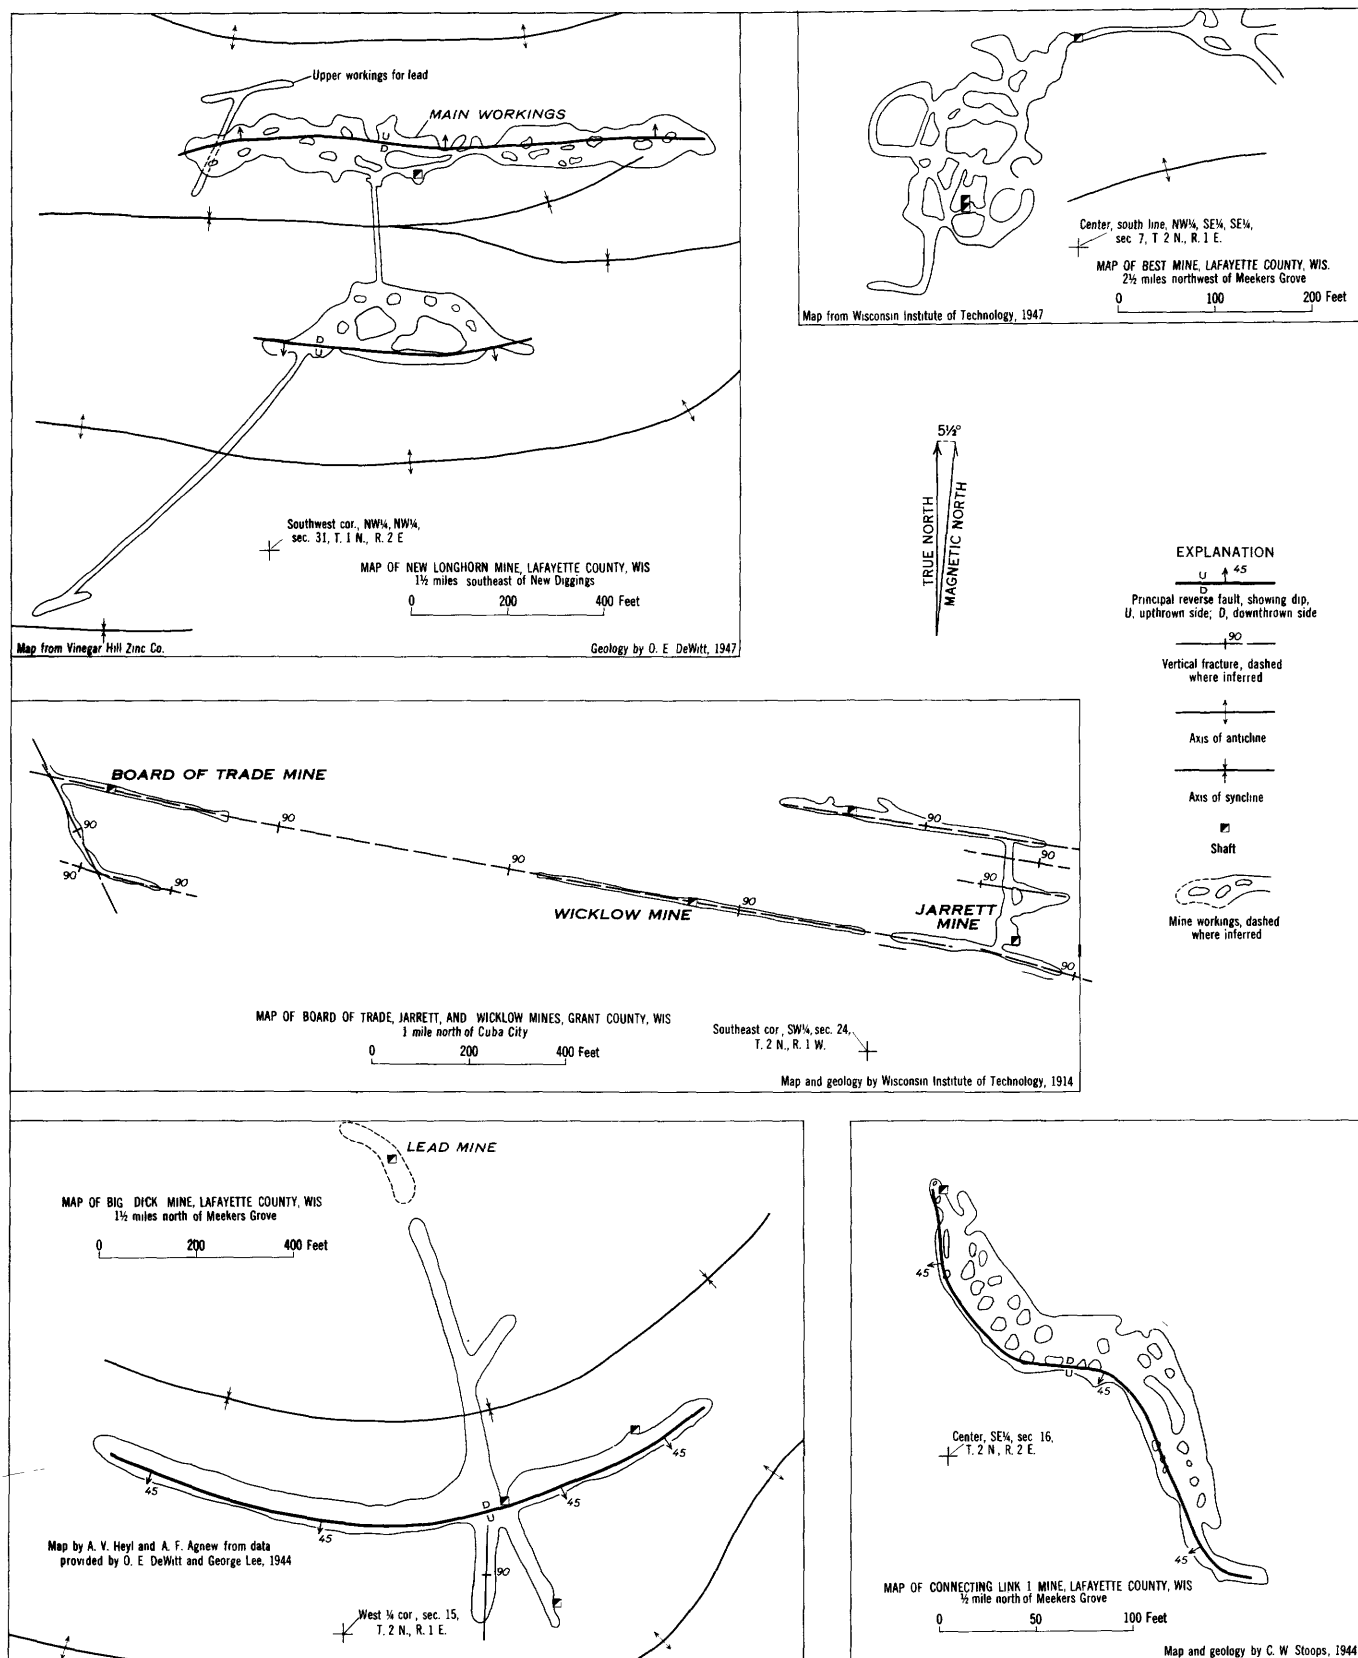 Upper workings for lead
MAIN WORKINGS
U
D
D
U
Southwest cor., NW¼, NW¼,
sec. 31, T. 1 N., R. 2 E
MAP OF NEW LONGHORN MINE, LAFAYETTE COUNTY, WIS
1½ miles southeast of New Diggings
0 200 400 Feet
Map from Vinegar Hill Zinc Co.
Geology by O. E DeWitt, 1947
Center, south line, NW¼, SE¼, SE¼,
sec 7, T 2 N., R. 1 E.
MAP OF BEST MINE, LAFAYETTE COUNTY, WIS.
2½ miles northwest of Meekers Grove
0 100 200 Feet
Map from Wisconsin Institute of Technology, 1947
5½°
TRUE NORTH
MAGNETIC NORTH
EXPLANATION
U 45
D
Principal reverse fault, showing dip,
U, upthrown side; D, downthrown side
90
Vertical fracture, dashed
where inferred
Axis of anticline
Axis of syncline
Shaft
Mine workings, dashed
where inferred
BOARD OF TRADE MINE
90
90
90
90
90
WICKLOW MINE
90
90
90
90
JARRETT
MINE
90
MAP OF BOARD OF TRADE, JARRETT, AND WICKLOW MINES, GRANT COUNTY, WIS
1 mile north of Cuba City
0 200 400 Feet
Southeast cor, SW¼, sec. 24,
T. 2 N., R. 1 W.
Map and geology by Wisconsin Institute of Technology, 1914
LEAD MINE
MAP OF BIG DICK MINE, LAFAYETTE COUNTY, WIS
1½ miles north of Meekers Grove
0 200 400 Feet
45
45
45
45
D
U
90
Map by A. V. Heyl and A. F. Agnew from data
provided by O. E DeWitt and George Lee, 1944
West ¼ cor, sec. 15,
T. 2 N., R. 1 E.
45
D
U
45
45
Center, SE¼, sec 16,
T. 2 N, R. 2 E.
MAP OF CONNECTING LINK 1 MINE, LAFAYETTE COUNTY, WIS
½ mile north of Meekers Grove
0 50 100 Feet
Map and geology by C. W Stoops, 1944